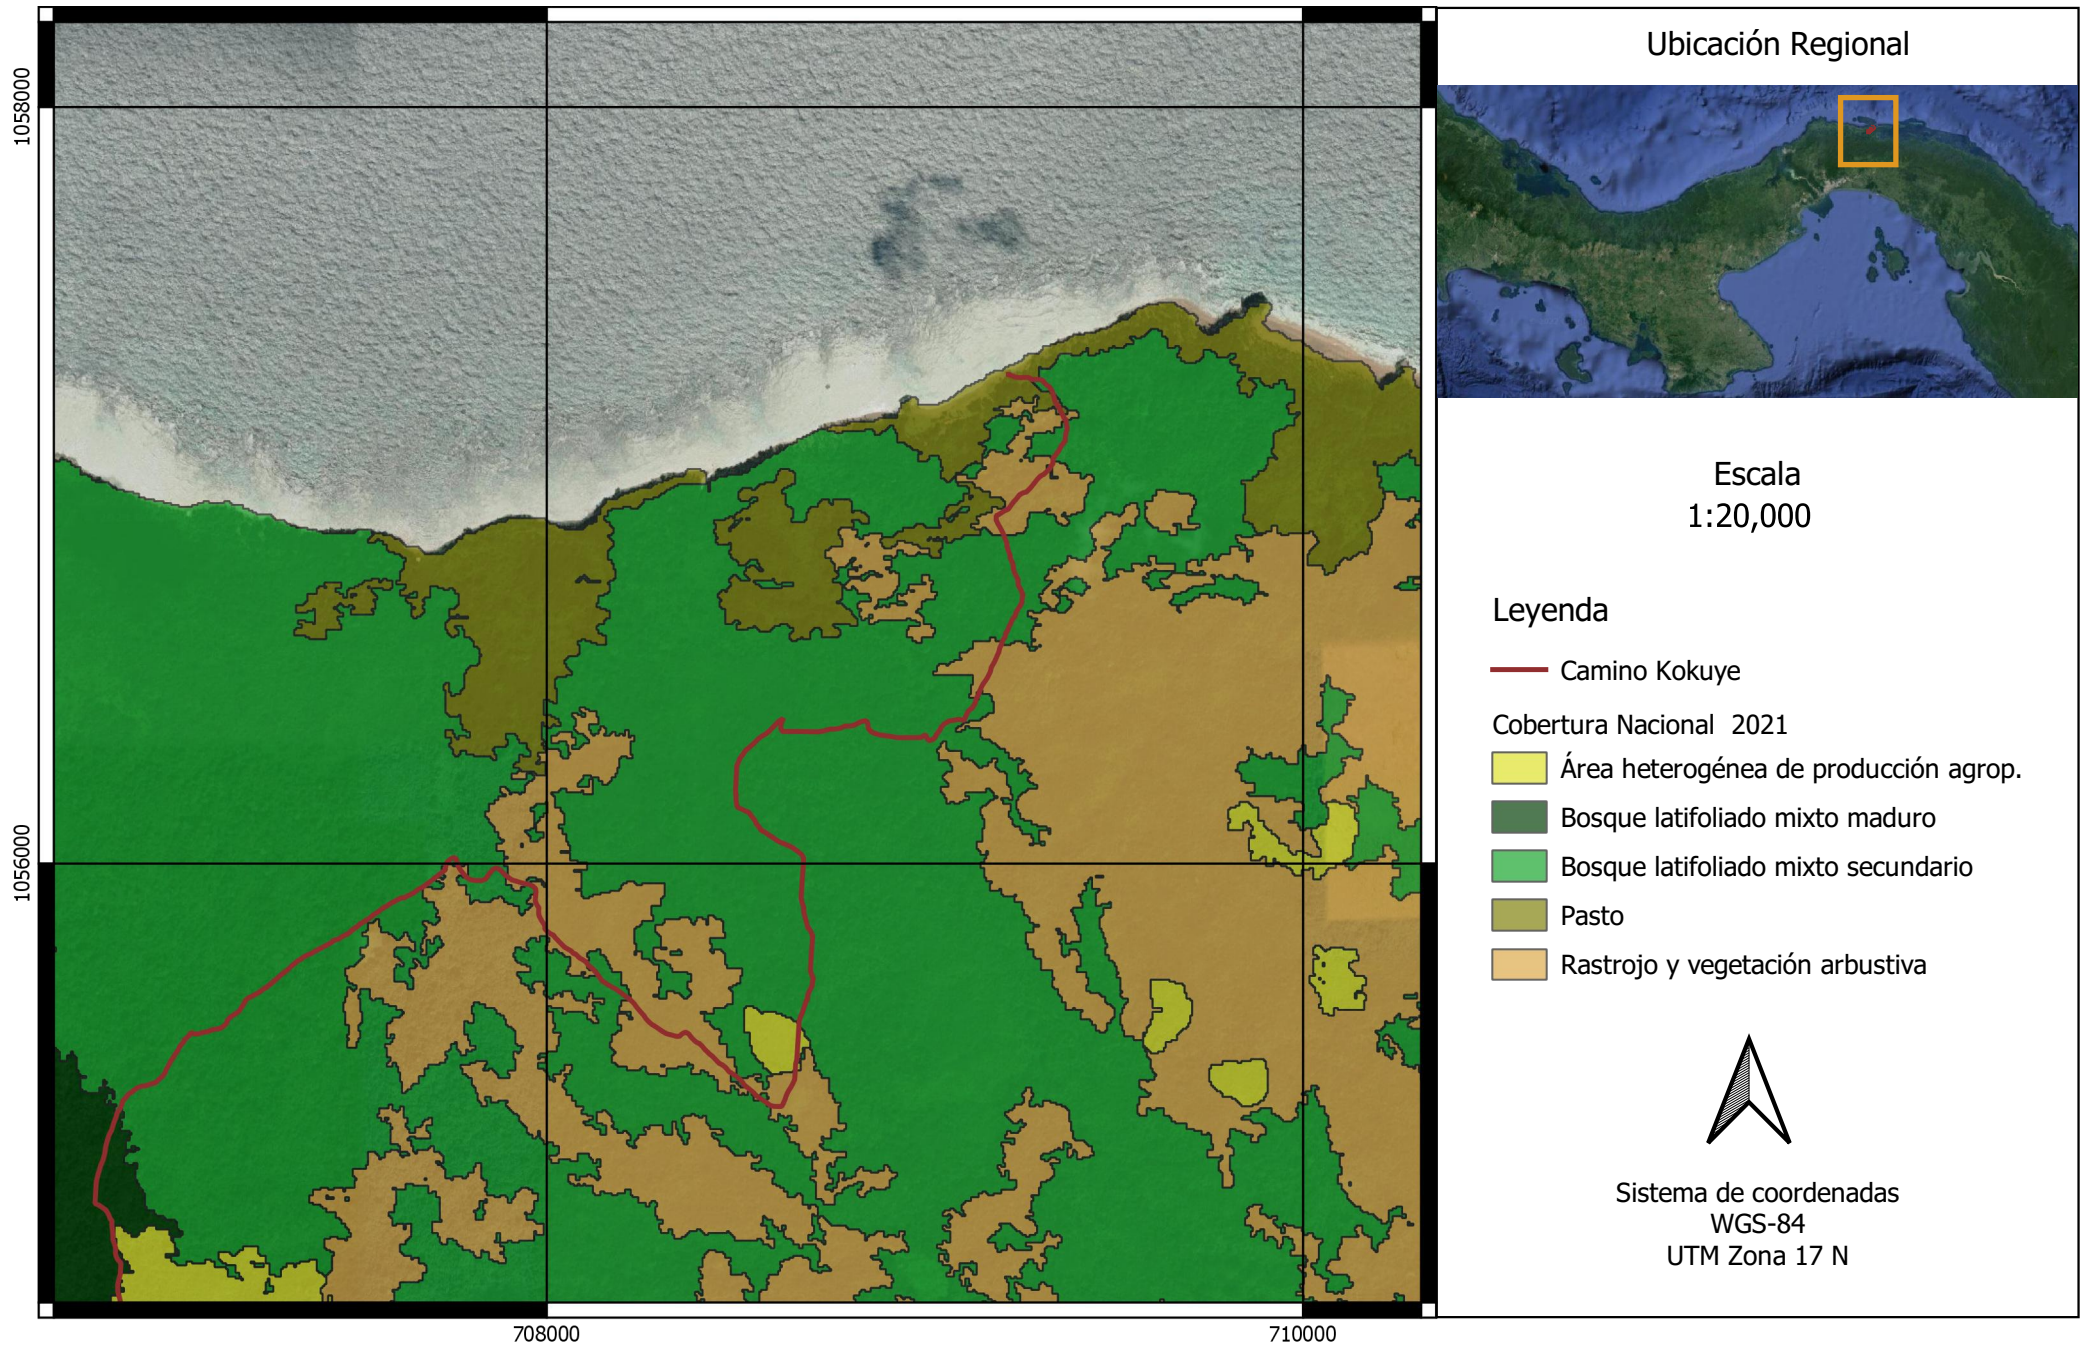 Ubicación Regional
1058000
Escala
1:20,000
Leyenda
Camino Kokuye
Cobertura Nacional 2021
Área heterogénea de producción agrop.
Bosque latifoliado mixto maduro
Bosque latifoliado mixto secundario
Pasto
Rastrojo y vegetación arbustiva
1056000
Sistema de coordenadas
WGS-84
UTM Zona 17 N
708000
710000